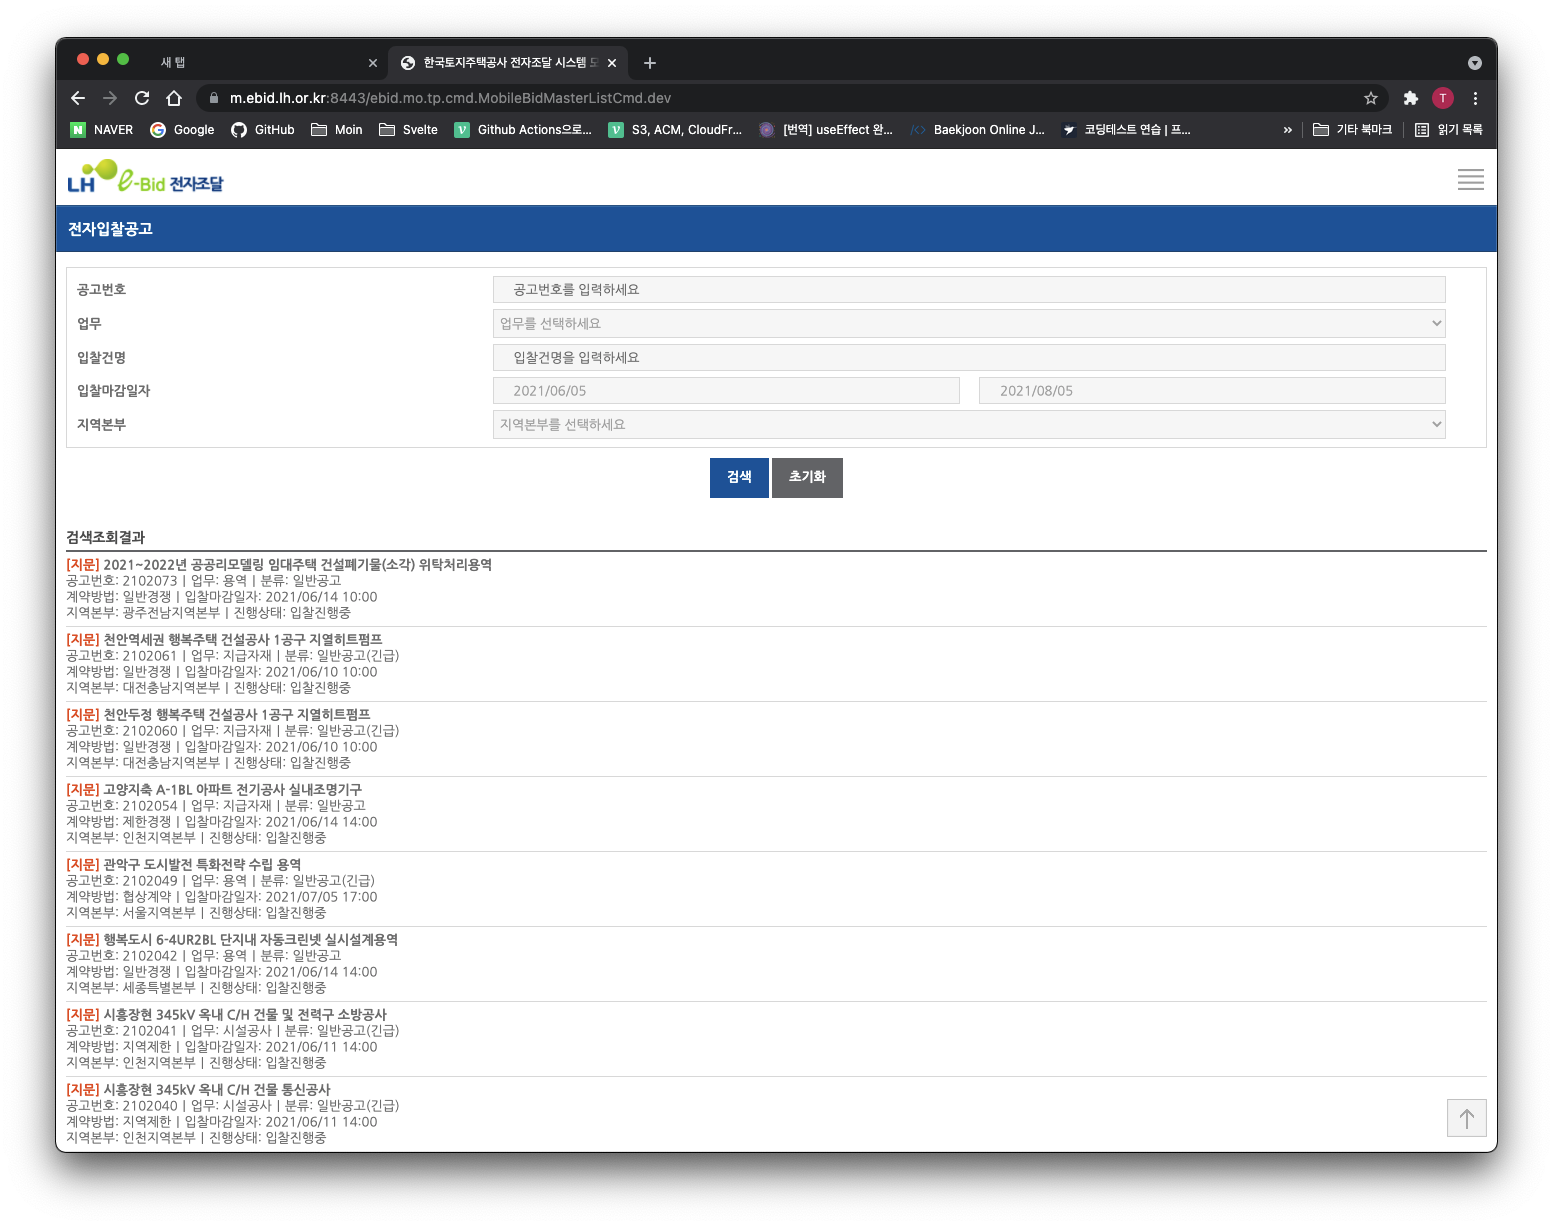 새 탭
한국토지주택공사 전자조달 시스템 모
m.ebid.lh.or.kr:8443/ebid.mo.tp.cmd.MobileBidMasterListCmd.dev
T
N NAVER Google GitHub Moin Svelte Github Actions으로... S3, ACM, CloudFr... [번역] useEffect 완... Baekjoon Online J... 코딩테스트 연습 | 프... » 기타 북마크 읽기 목록
LH e-Bid 전자조달
전자입찰공고
공고번호 공고번호를 입력하세요
업무 업무를 선택하세요
입찰건명 입찰건명을 입력하세요
입찰마감일자 2021/06/05 2021/08/05
지역본부 지역본부를 선택하세요
검색 초기화
검색조회결과
[지문] 2021~2022년 공공리모델링 임대주택 건설폐기물(소각) 위탁처리용역
공고번호: 2102073 | 업무: 용역 | 분류: 일반공고
계약방법: 일반경쟁 | 입찰마감일자: 2021/06/14 10:00
지역본부: 광주전남지역본부 | 진행상태: 입찰진행중
[지문] 천안역세권 행복주택 건설공사 1공구 지열히트펌프
공고번호: 2102061 | 업무: 지급자재 | 분류: 일반공고(긴급)
계약방법: 일반경쟁 | 입찰마감일자: 2021/06/10 10:00
지역본부: 대전충남지역본부 | 진행상태: 입찰진행중
[지문] 천안두정 행복주택 건설공사 1공구 지열히트펌프
공고번호: 2102060 | 업무: 지급자재 | 분류: 일반공고(긴급)
계약방법: 일반경쟁 | 입찰마감일자: 2021/06/10 10:00
지역본부: 대전충남지역본부 | 진행상태: 입찰진행중
[지문] 고양지축 A-1BL 아파트 전기공사 실내조명기구
공고번호: 2102054 | 업무: 지급자재 | 분류: 일반공고
계약방법: 제한경쟁 | 입찰마감일자: 2021/06/14 14:00
지역본부: 인천지역본부 | 진행상태: 입찰진행중
[지문] 관악구 도시발전 특화전략 수립 용역
공고번호: 2102049 | 업무: 용역 | 분류: 일반공고(긴급)
계약방법: 협상계약 | 입찰마감일자: 2021/07/05 17:00
지역본부: 서울지역본부 | 진행상태: 입찰진행중
[지문] 행복도시 6-4UR2BL 단지내 자동크린넷 실시설계용역
공고번호: 2102042 | 업무: 용역 | 분류: 일반공고
계약방법: 일반경쟁 | 입찰마감일자: 2021/06/14 14:00
지역본부: 세종특별본부 | 진행상태: 입찰진행중
[지문] 시흥장현 345kV 옥내 C/H 건물 및 전력구 소방공사
공고번호: 2102041 | 업무: 시설공사 | 분류: 일반공고(긴급)
계약방법: 지역제한 | 입찰마감일자: 2021/06/11 14:00
지역본부: 인천지역본부 | 진행상태: 입찰진행중
[지문] 시흥장현 345kV 옥내 C/H 건물 통신공사
공고번호: 2102040 | 업무: 시설공사 | 분류: 일반공고(긴급)
계약방법: 지역제한 | 입찰마감일자: 2021/06/11 14:00
지역본부: 인천지역본부 | 진행상태: 입찰진행중